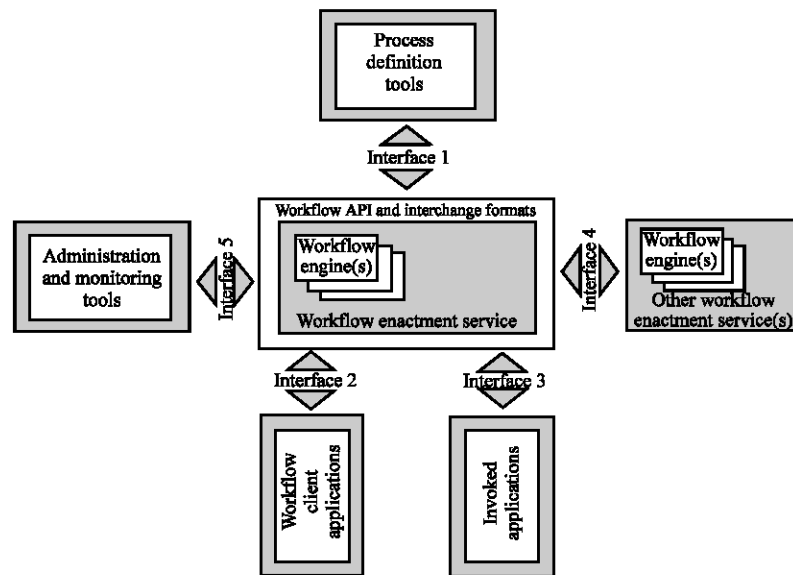 Process
definition
tools
Interface 1
Workflow API and interchange formats
Workflow
engine(s)
Workflow enactment service
Administration
and monitoring
tools
Interface 5
Interface 4
Workflow
engine(s)
Other workflow
enactment service(s)
Interface 2
Interface 3
Workflow
client
applications
Invoked
applications